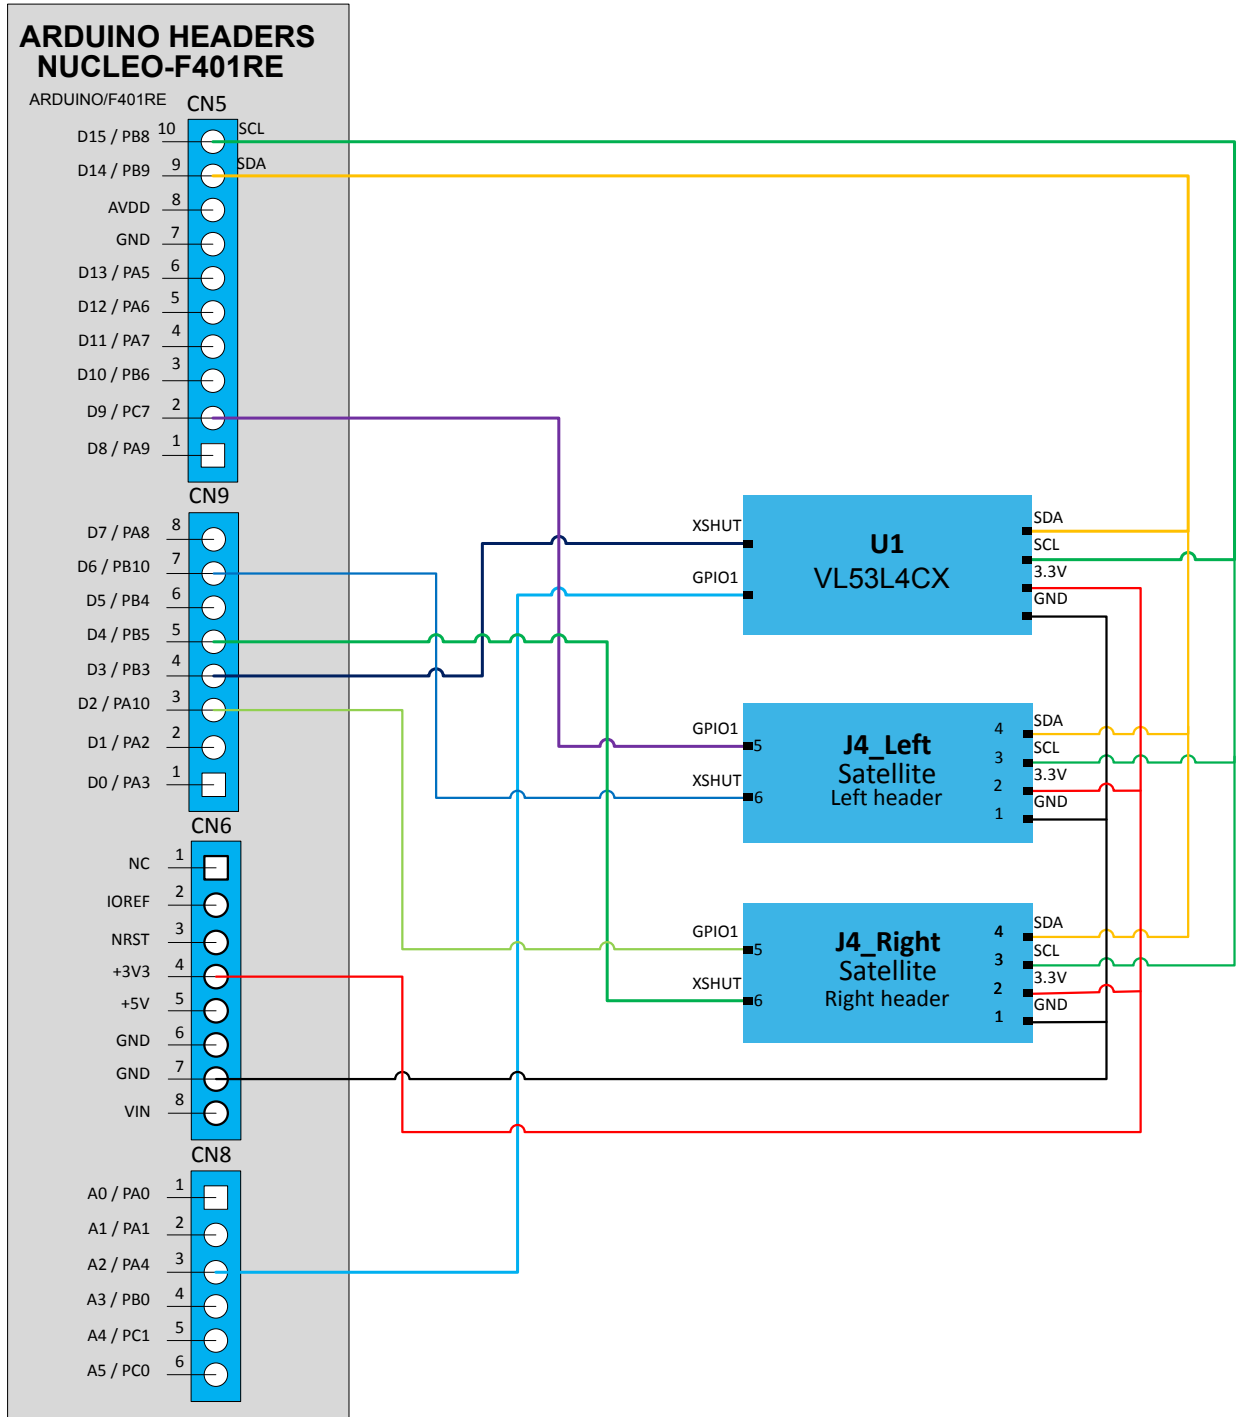 ARDUINO HEADERS
NUCLEO-F401RE
ARDUINO/F401RE
CN5
D15 / PB8 10 SCL
D14 / PB9 9 SDA
AVDD 8
GND 7
D13 / PA5 6
D12 / PA6 5
D11 / PA7 4
D10 / PB6 3
D9 / PC7 2
D8 / PA9 1
CN9
D7 / PA8 8
D6 / PB10 7
D5 / PB4 6
D4 / PB5 5
D3 / PB3 4
D2 / PA10 3
D1 / PA2 2
D0 / PA3 1
CN6
NC 1
IOREF 2
NRST 3
+3V3 4
+5V 5
GND 6
GND 7
VIN 8
CN8
A0 / PA0 1
A1 / PA1 2
A2 / PA4 3
A3 / PB0 4
A4 / PC1 5
A5 / PC0 6
XSHUT
GPIO1
U1
VL53L4CX
SDA
SCL
3.3V
GND
GPIO1
5
XSHUT
6
J4_Left
Satellite
Left header
4 SDA
3 SCL
2 3.3V
1 GND
GPIO1
5
XSHUT
6
J4_Right
Satellite
Right header
4 SDA
3 SCL
2 3.3V
1 GND